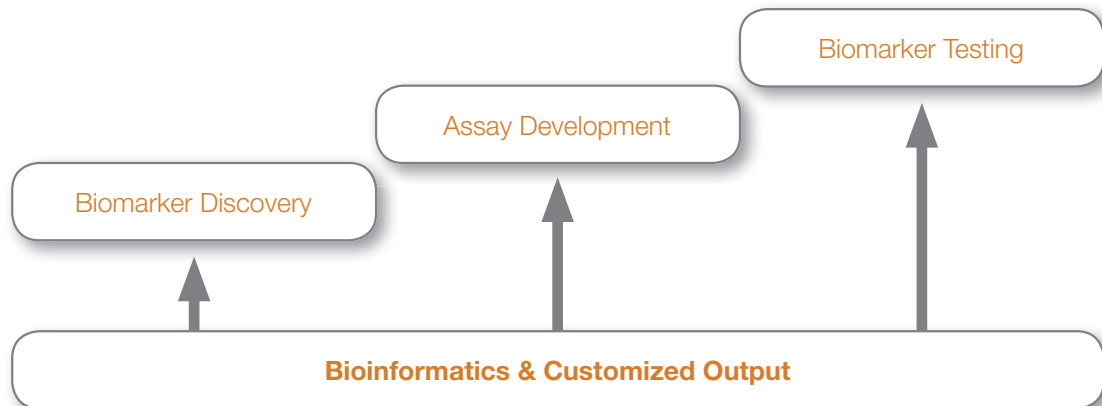 Biomarker Testing
Assay Development
Biomarker Discovery
Bioinformatics & Customized Output